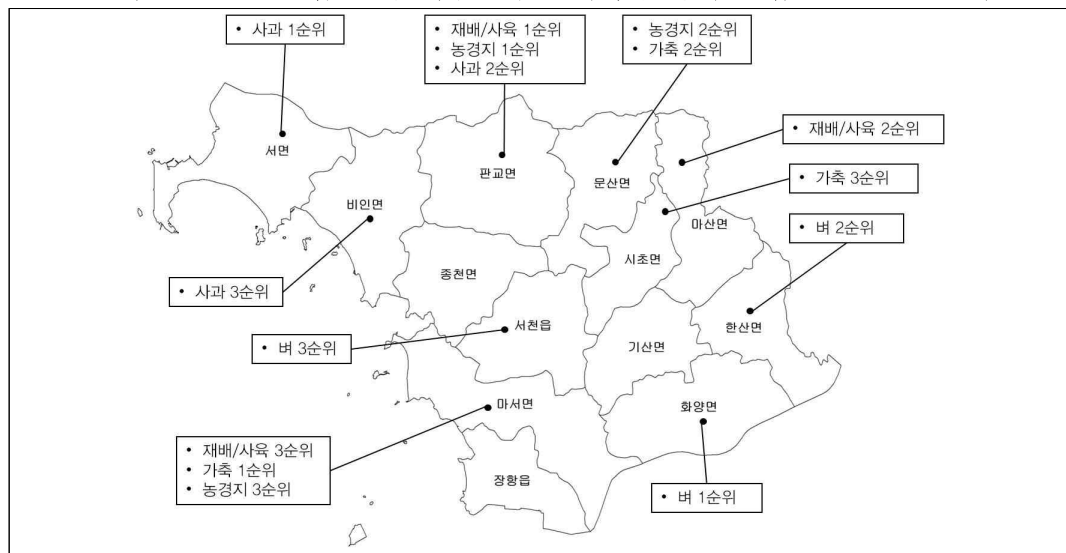 • 사과 1순위
• 재배/사육 1순위
• 농경지 1순위
• 사과 2순위
• 농경지 2순위
• 가축 2순위
• 재배/사육 2순위
• 가축 3순위
• 벼 2순위
• 사과 3순위
• 벼 3순위
• 재배/사육 3순위
• 가축 1순위
• 농경지 3순위
• 벼 1순위
서면
판교면
문산면
비인면
마산면
종천면
시초면
서천읍
기산면
한산면
마서면
화양면
장항읍